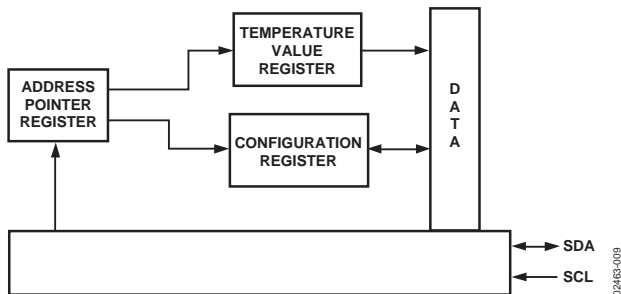 TEMPERATURE
VALUE
REGISTER
ADDRESS
POINTER
REGISTER
CONFIGURATION
REGISTER
D
A
T
A
SDA
SCL
02463-009